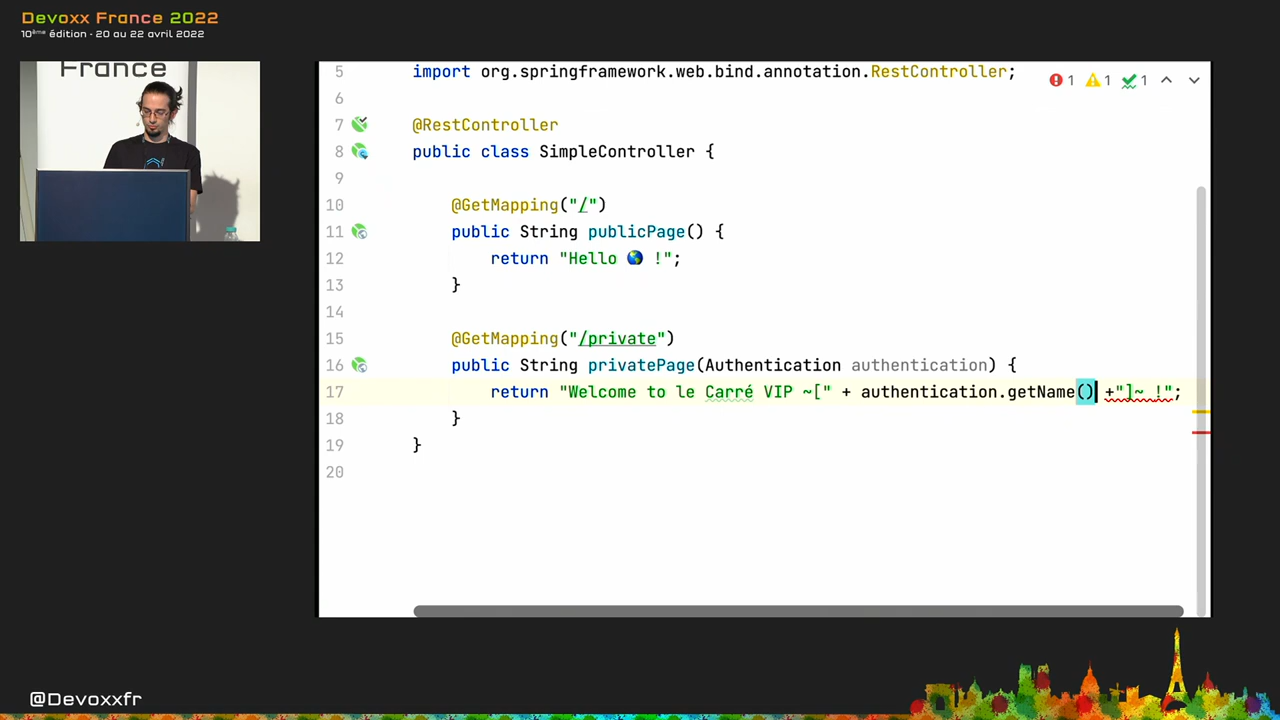 Devoxx France 2022
10ème édition - 20 au 22 avril 2022
France
5 import org.springframework.web.bind.annotation.RestController;
1 1 1
6
7 @RestController
8 public class SimpleController {
9
10 @GetMapping("/")
11 public String publicPage() {
12 return "Hello 🌎 !";
13 }
14
15 @GetMapping("/private")
16 public String privatePage(Authentication authentication) {
17 return "Welcome to le Carré VIP ~[" + authentication.getName() +"]~ !";
18 }
19 }
20
@Devoxxfr